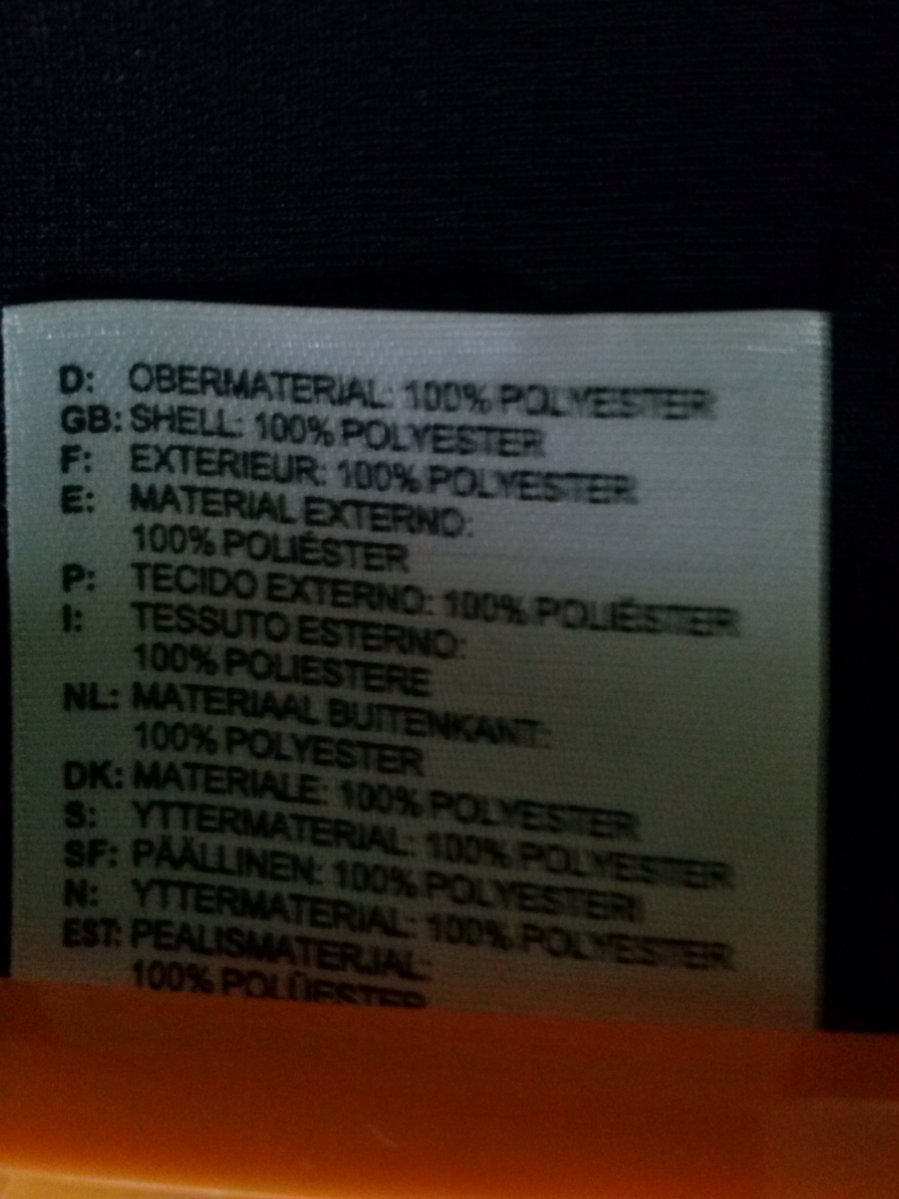 D: OBERMATERIAL: 100% POLYESTER
GB: SHELL: 100% POLYESTER
F: EXTERIEUR: 100% POLYESTER
E: MATERIAL EXTERNO:
100% POLIÉSTER
P: TECIDO EXTERNO: 100% POLIÉSTER
I: TESSUTO ESTERNO:
100% POLIESTERE
NL: MATERIAAL BUITENKANT:
100% POLYESTER
DK: MATERIALE: 100% POLYESTER
S: YTTERMATERIAL: 100% POLYESTER
SF: PÄÄLLINEN: 100% POLYESTERI
N: YTTERMATERIAL: 100% POLYESTER
EST: PEALISMATERJAL:
100% POLÜESTER